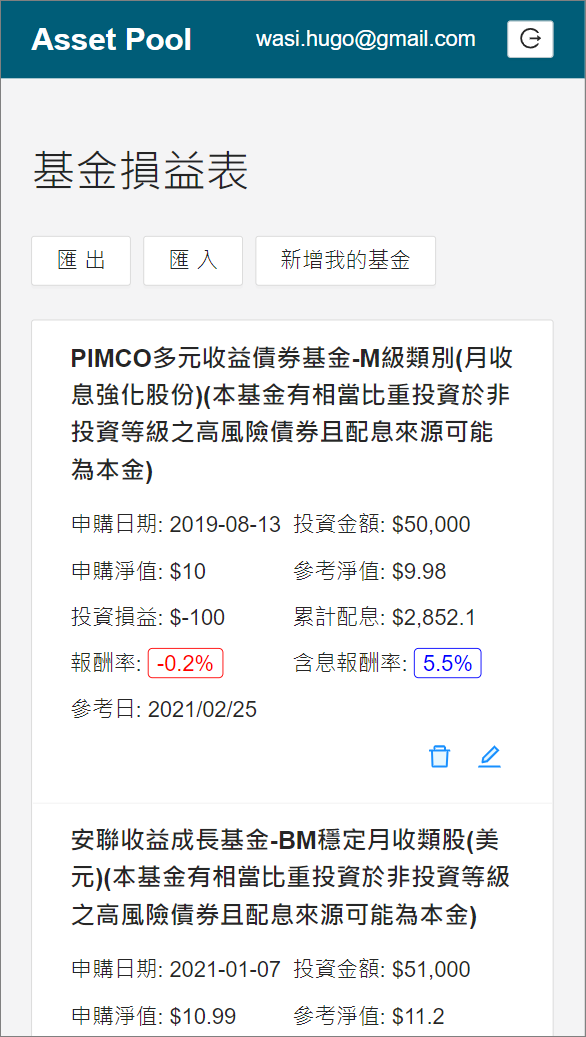 Asset Pool wasi.hugo@gmail.com
基金損益表
匯出 匯入 新增我的基金
PIMCO多元收益債券基金-M級類別(月收
息強化股份)(本基金有相當比重投資於非
投資等級之高風險債券且配息來源可能
為本金)
申購日期: 2019-08-13 投資金額: $50,000
申購淨值: $10 參考淨值: $9.98
投資損益: $-100 累計配息: $2,852.1
報酬率: -0.2% 含息報酬率: 5.5%
參考日: 2021/02/25
安聯收益成長基金-BM穩定月收類股(美
元)(本基金有相當比重投資於非投資等級
之高風險債券且配息來源可能為本金)
申購日期: 2021-01-07 投資金額: $51,000
申購淨值: $10.99 參考淨值: $11.2